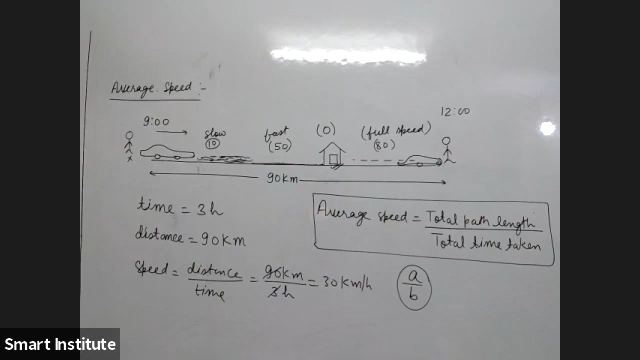 Average Speed :-
12:00
9:00
slow fast (0) (full speed)
(10) (50) (80)
90km
time = 3h
distance = 90km
Average speed = Total path length
Total time taken
speed = distance = 90km = 30km/h
time 3h
a
b
Smart Institute